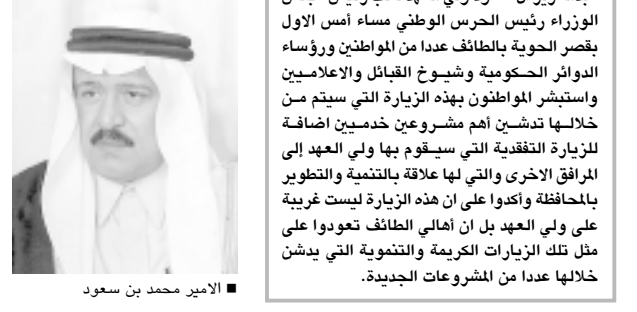 الوزراء رئيس الحرس الوطني مساء أمس الاول
بقصر الحوية بالطائف عددا من المواطنين ورؤساء
الدوائر الحكومية وشيوخ القبائل والاعلاميين
واستبشر المواطنون بهذه الزيارة التي سيتم من
خلالها تدشين أهم مشروعين خدميين اضافة
للزيارة التفقدية التي سيقوم بها ولي العهد إلى
المرافق الاخرى والتي لها علاقة بالتنمية والتطوير
بالمحافظة وأكدوا على ان هذه الزيارة ليست غريبة
على ولي العهد بل ان أهالي الطائف تعودوا على
مثل تلك الزيارات الكريمة والتنموية التي يدشن
خلالها عددا من المشروعات الجديدة.
■ الامير محمد بن سعود